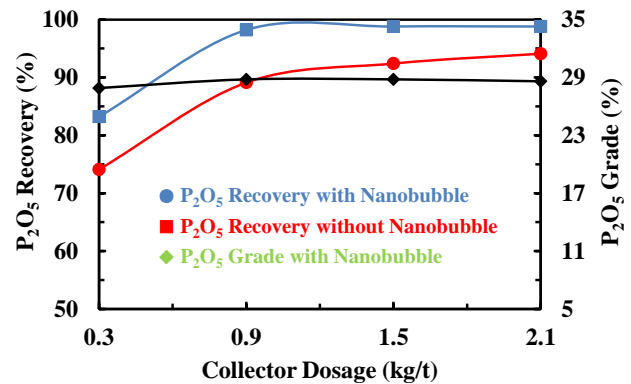 100
90
80
70
60
50
P₂O₅ Recovery (%)
35
29
23
17
11
5
P₂O₅ Grade (%)
P₂O₅ Recovery with Nanobubble
P₂O₅ Recovery without Nanobubble
P₂O₅ Grade with Nanobubble
0.3 0.9 1.5 2.1
Collector Dosage (kg/t)